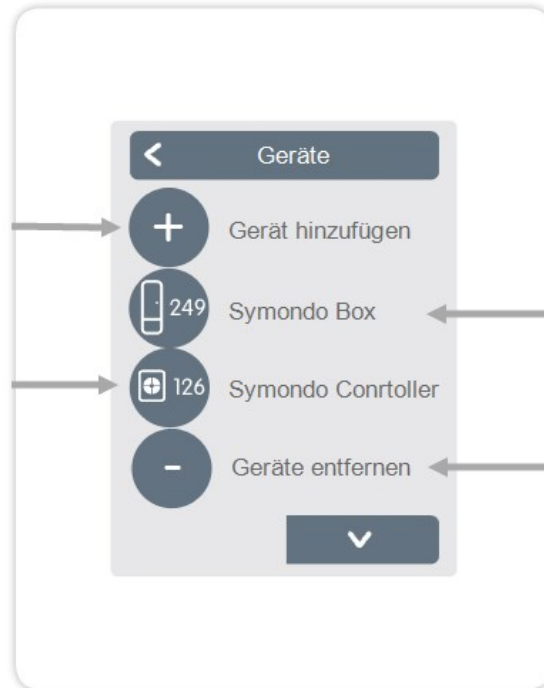 Geräte
+ Gerät hinzufügen
249 Symondo Box
126 Symondo Conrtoller
- Geräte entfernen